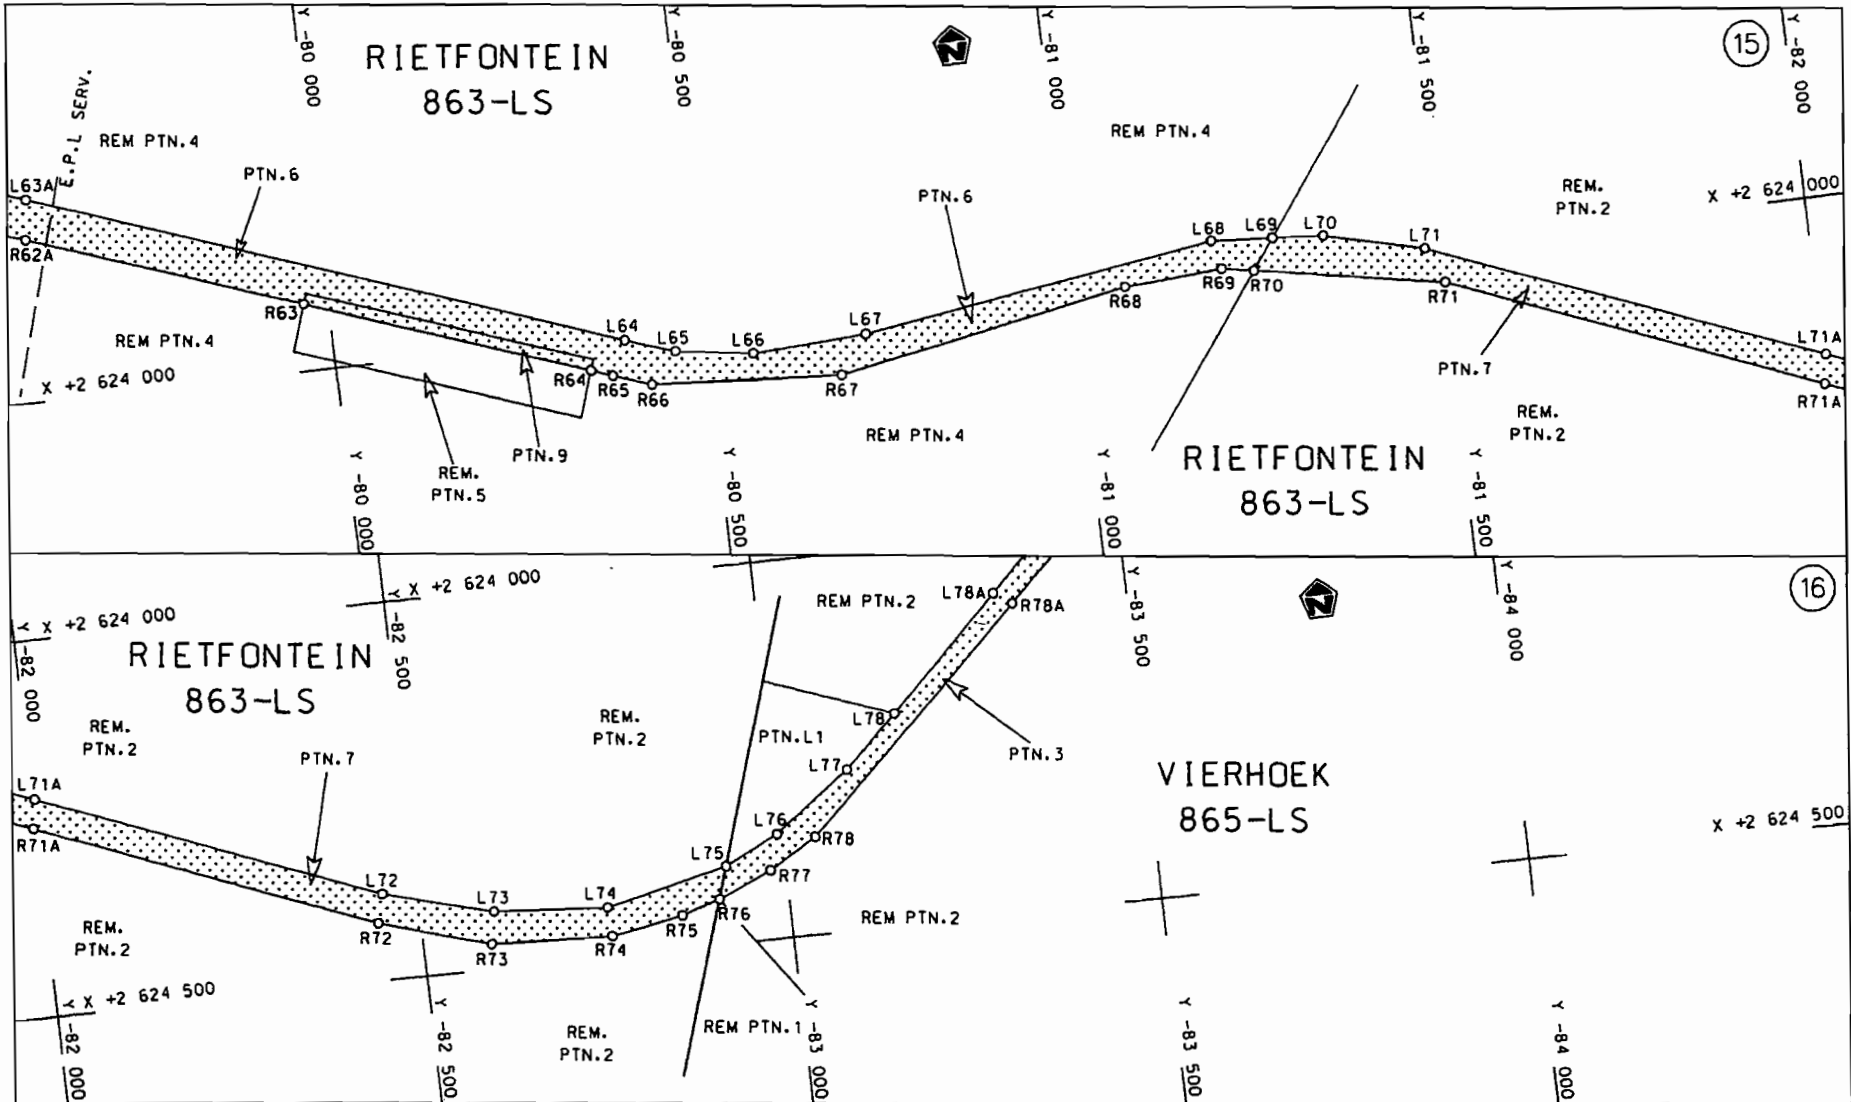 Y -80 000
Y -80 500
Y -81 000
Y -81 500
Y -82 000
15
RIETFONTEIN
863-LS
N
E.P.L SERV.
REM PTN.4
REM PTN.4
REM.
PTN.2
X +2 624 000
L63A
PTN.6
PTN.6
R62A
L68
L69
L70
L71
R63
R69
R70
R68
R71
REM PTN.4
L64
L65
L66
L67
PTN.7
L71A
X +2 624 000
R64
R65
R66
R67
R71A
PTN.9
REM.
PTN.5
REM PTN.4
REM.
PTN.2
RIETFONTEIN
863-LS
Y -80 000
Y -80 500
Y -81 000
Y -81 500
X +2 624 000
X +2 624 000
Y -82 000
Y -82 500
Y -83 500
Y -84 000
16
N
REM PTN.2
L78A
R78A
RIETFONTEIN
863-LS
REM.
PTN.2
REM.
PTN.2
PTN.L1
L78
PTN.3
PTN.7
L77
VIERHOEK
865-LS
L71A
R71A
L76
R78
X +2 624 500
L75
R77
L72
L73
L74
R72
R73
R74
R75
R76
REM PTN.2
REM.
PTN.2
X +2 624 500
REM.
PTN.2
REM PTN.1
Y -82 000
Y -82 500
Y -83 000
Y -83 500
Y -84 000